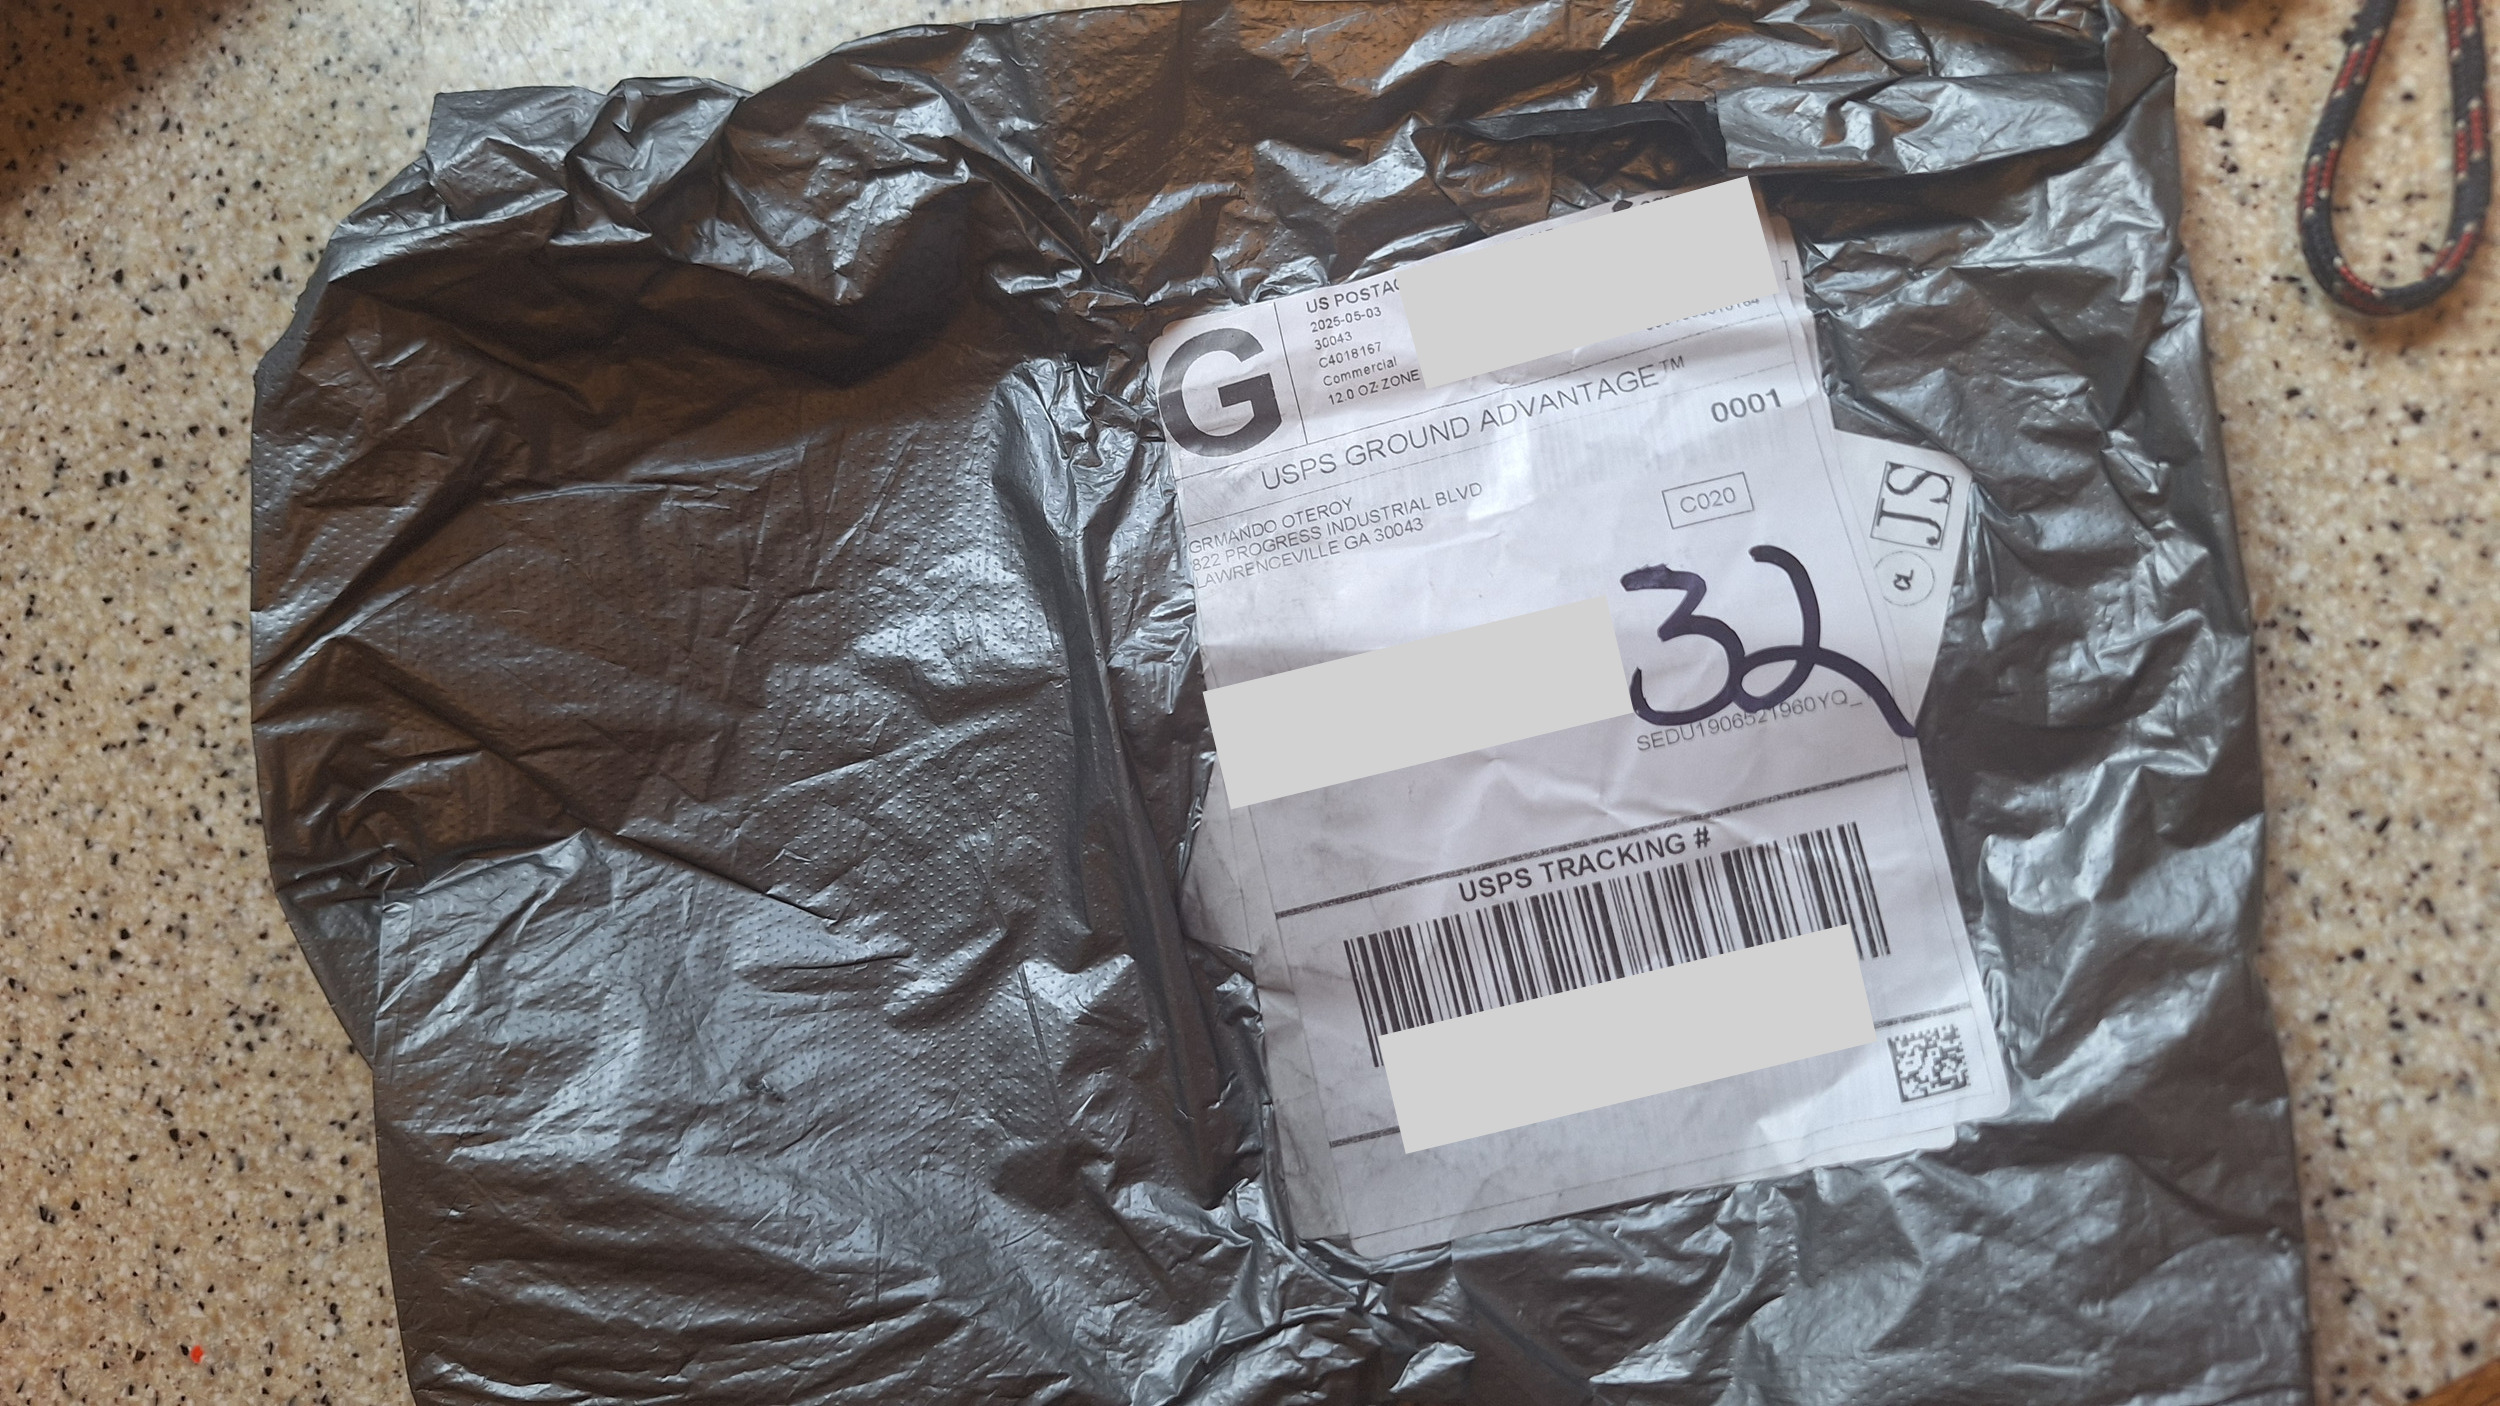 G
US POSTAG
2025-05-03
30043
C4018167
Commercial
12.0 OZ ZONE
USPS GROUND ADVANTAGE™
0001
GRMANDO OTEROY
822 PROGRESS INDUSTRIAL BLVD
LAWRENCEVILLE GA 30043
C020
JS
a
32
SEDU1906521960YQ_
USPS TRACKING #